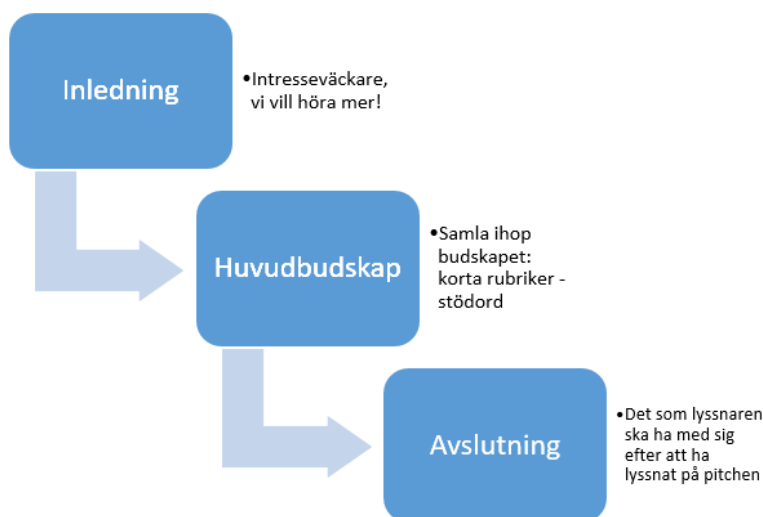 Inledning
•Intresseväckare,
vi vill höra mer!
Huvudbudskap
•Samla ihop
budskapet:
korta rubriker -
stödord
Avslutning
•Det som lyssnaren
ska ha med sig
efter att ha
lyssnat på pitchen